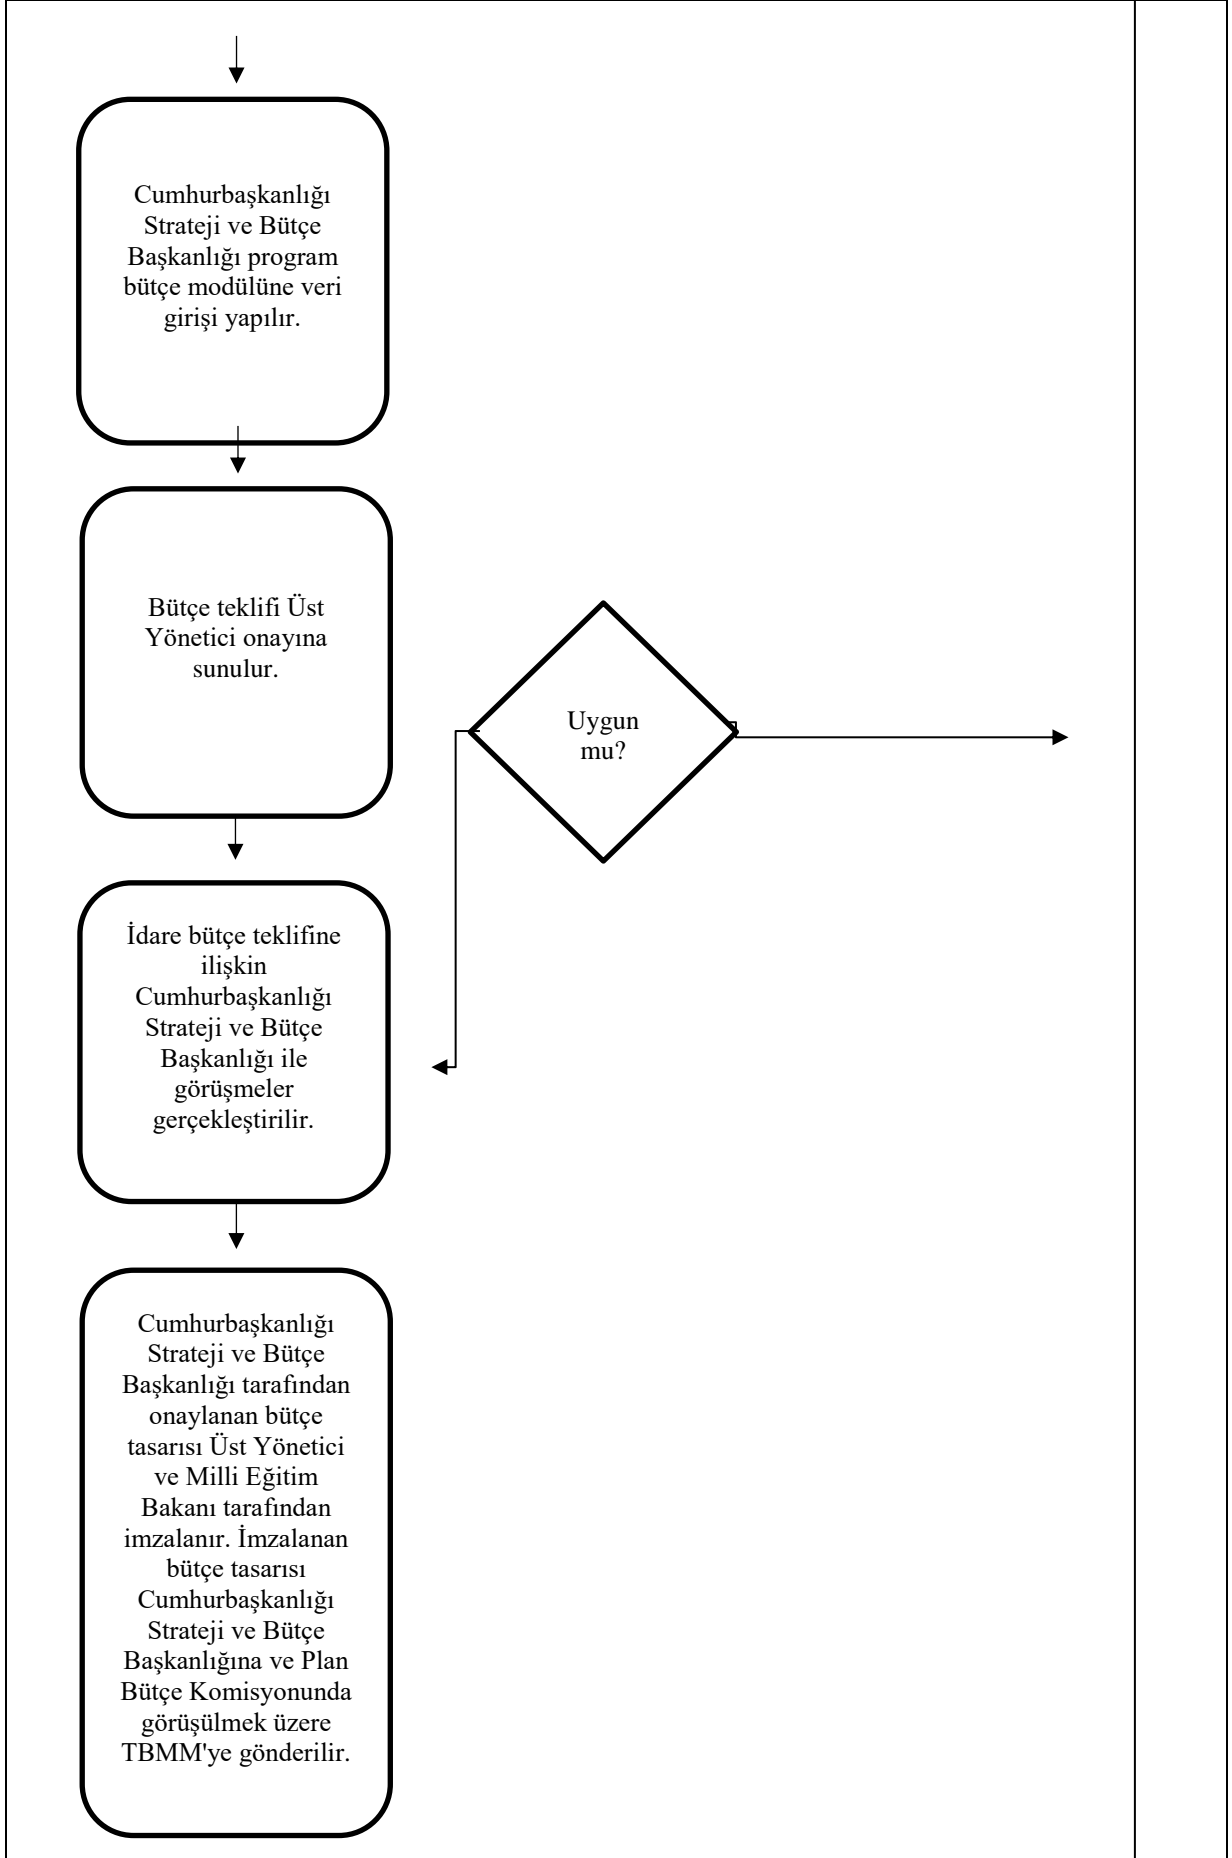 Cumhurbaşkanlığı
Strateji ve Bütçe
Başkanlığı program
bütçe modülüne veri
girişi yapılır.
Bütçe teklifi Üst
Yönetici onayına
sunulur.
Uygun
mu?
İdare bütçe teklifine
ilişkin
Cumhurbaşkanlığı
Strateji ve Bütçe
Başkanlığı ile
görüşmeler
gerçekleştirilir.
Cumhurbaşkanlığı
Strateji ve Bütçe
Başkanlığı tarafından
onaylanan bütçe
tasarısı Üst Yönetici
ve Milli Eğitim
Bakanı tarafından
imzalanır. İmzalanan
bütçe tasarısı
Cumhurbaşkanlığı
Strateji ve Bütçe
Başkanlığına ve Plan
Bütçe Komisyonunda
görüşülmek üzere
TBMM'ye gönderilir.